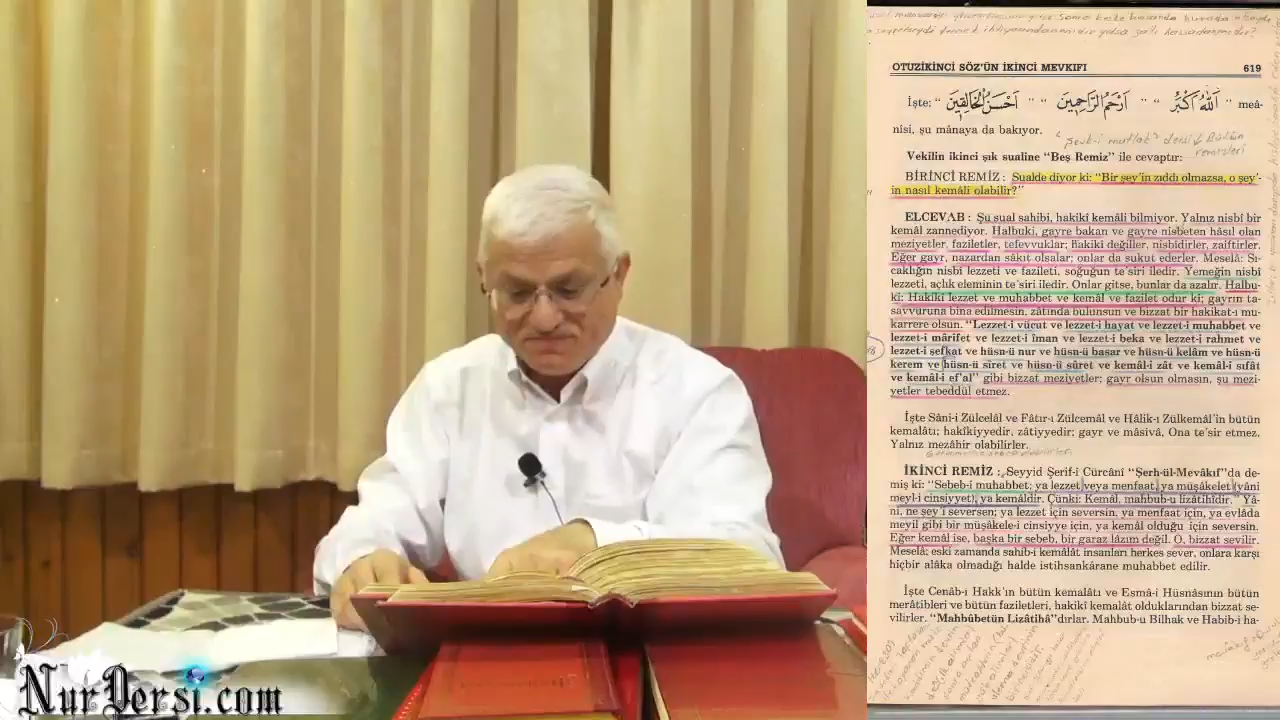 OTUZİKİNCİ SÖZ'ÜN İKİNCİ MEVKIFI 619
İşte: “ اَحْسَنُ الْخَالِقِينَ ” “ اَرْحَمُ الرَّاحِمِينَ ” “ اَللّٰهُ اَكْبَرُ ” meâ-
nisi, şu mânaya da bakıyor.
Vekilin ikinci şık sualine “Beş Remiz” ile cevaptır:
BİRİNCİ REMİZ : Sualde diyor ki: “Bir şey'in zıddı olmazsa, o şey'-
in nasıl kemâli olabilir?”
ELCEVAB : Şu sual sahibi, hakikî kemâli bilmiyor. Yalnız nisbî bir
kemâl zannediyor. Halbuki, gayre bakan ve gayre nisbeten hâsıl olan
meziyetler, faziletler, tefevvuklar; hakikî değiller, nisbîdirler, zaiftirler.
Eğer gayr, nazardan sâkıt olsalar; onlar da sukut ederler. Meselâ: Sı-
caklığın nisbî lezzeti ve fazileti, soğuğun te'siri iledir. Yemeğin nisbî
lezzeti, açlık eleminin te'siri iledir. Onlar gitse, bunlar da azalır. Halbu-
ki: Hakikî lezzet ve muhabbet ve kemâl ve fazilet odur ki; gayrın ta-
savvuruna bina edilmesin, zâtında bulunsun ve bizzat bir hakikat-ı mu-
karrere olsun. “Lezzet-i vücut ve lezzet-i hayat ve lezzet-i muhabbet ve
lezzet-i mârifet ve lezzet-i îman ve lezzet-i beka ve lezzet-i rahmet ve
lezzet-i şefkat ve hüsn-ü nur ve hüsn-ü basar ve hüsn-ü kelâm ve hüsn-ü
kerem ve hüsn-ü sîret ve hüsn-ü sûret ve kemâl-i zât ve kemâl-i sıfât
ve kemâl-i ef'al” gibi bizzat meziyetler; gayr olsun olmasın, şu mezi-
yetler tebeddül etmez.
İşte Sâni-i Zülcelâl ve Fâtır-ı Zülcemâl ve Hâlik-ı Zülkemâl'in bütün
kemalâtı; hakîkiyyedir, zâtiyyedir; gayr ve mâsivâ, Ona te'sir etmez.
Yalnız mezâhir olabilirler.
İKİNCİ REMİZ : Seyyid Şerif-i Cürcânî “Şerh-ül-Mevâkıf”da de-
miş ki: “Sebeb-i muhabbet; ya lezzet veya menfaat, ya müşâkelet (yâni
meyl-i cinsiyyet), ya kemâldir. Çünki: Kemâl, mahbub-u lizâtihîdir.” Yâ-
ni, ne şey'i seversen; ya lezzet için seversin, ya menfaat için, ya evlâda
meyil gibi bir müşâkele-i cinsiyye için, ya kemâl olduğu için seversin.
Eğer kemâl ise, başka bir sebeb, bir garaz lâzım değil. O, bizzat sevilir.
Meselâ: eski zamanda sahib-i kemâlât insanları herkes sever, onlara karşı
hiçbir alâka olmadığı halde istihsankârane muhabbet edilir.
İşte Cenâb-ı Hakk'ın bütün kemalâtı ve Esmâ-i Hüsnâsının bütün
merâtibleri ve bütün faziletleri, hakîkî kemalât olduklarından bizzat se-
vilirler. “Mahbûbetün Lizâtihâ”dırlar. Mahbub-u Bilhak ve Habib-i ha-
NurDersi.com